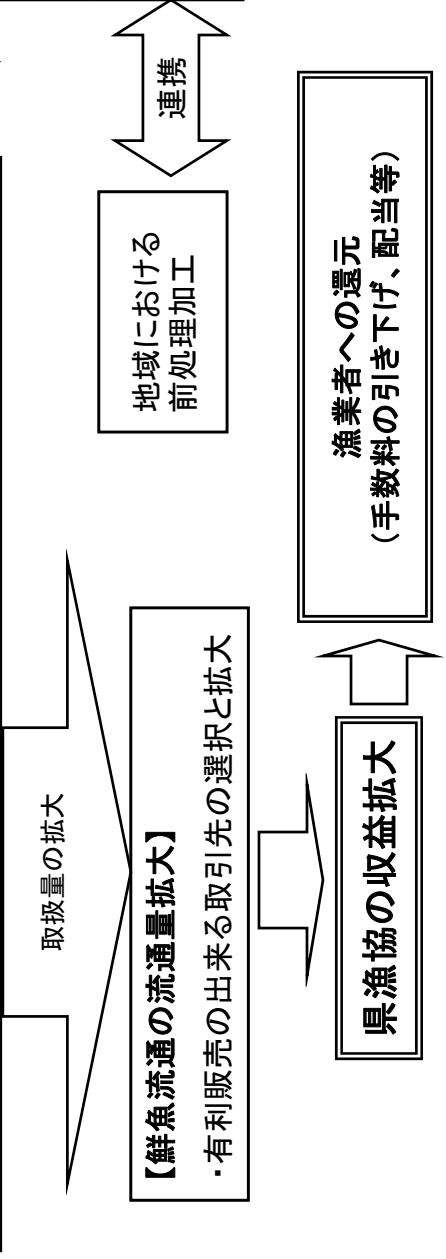 取扱量の拡大
【鮮魚流通の流通量拡大】
・有利販売の出来る取引先の選択と拡大
県漁協の収益拡大
連携
地域における
前処理加工
漁業者への還元
（手数料の引き下げ、配当等）